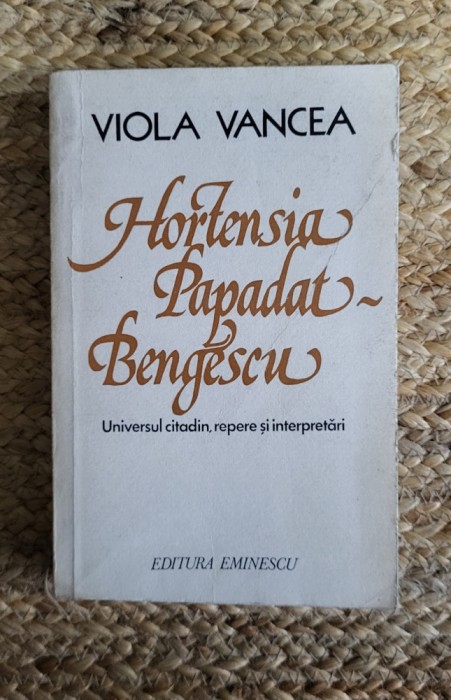 VIOLA VANCEA
Hortensia
Papadat-
Bengescu
Universul citadin, repere și interpretări
EDITURA EMINESCU